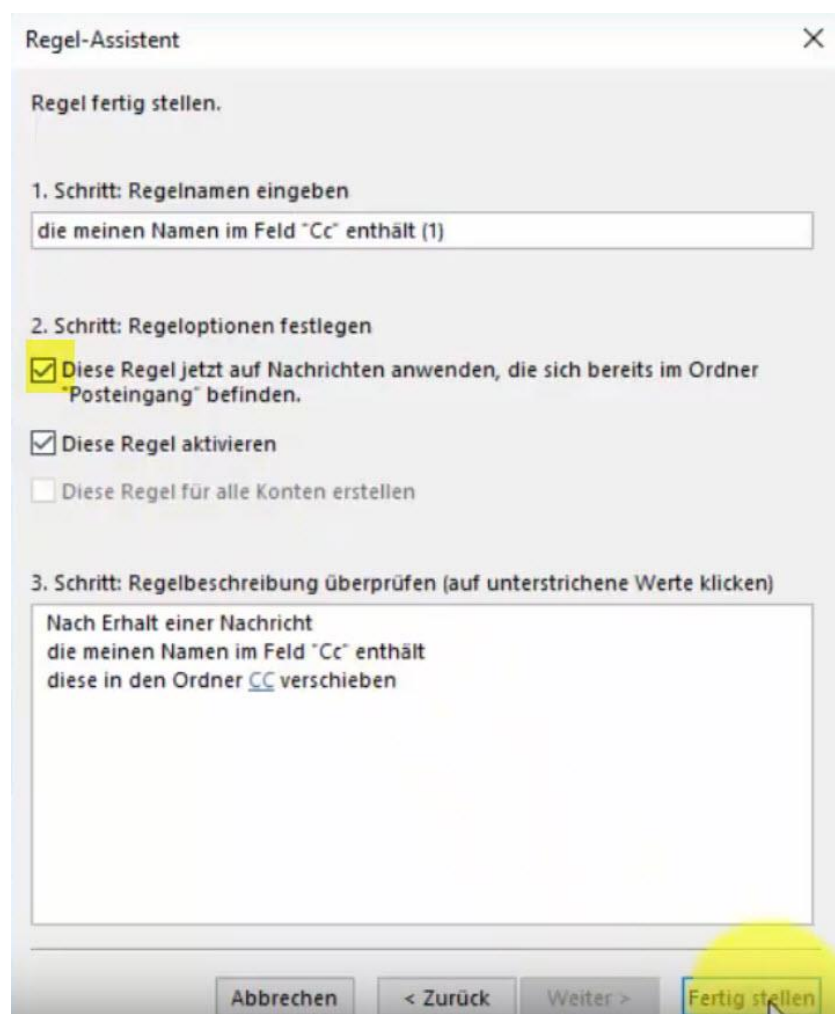 Regel-Assistent
Regel fertig stellen.
1. Schritt: Regelnamen eingeben
die meinen Namen im Feld "Cc" enthält (1)
2. Schritt: Regeloptionen festlegen
Diese Regel jetzt auf Nachrichten anwenden, die sich bereits im Ordner
"Posteingang" befinden.
Diese Regel aktivieren
Diese Regel für alle Konten erstellen
3. Schritt: Regelbeschreibung überprüfen (auf unterstrichene Werte klicken)
Nach Erhalt einer Nachricht
die meinen Namen im Feld "Cc" enthält
diese in den Ordner CC verschieben
Abbrechen < Zurück Weiter > Fertig stellen